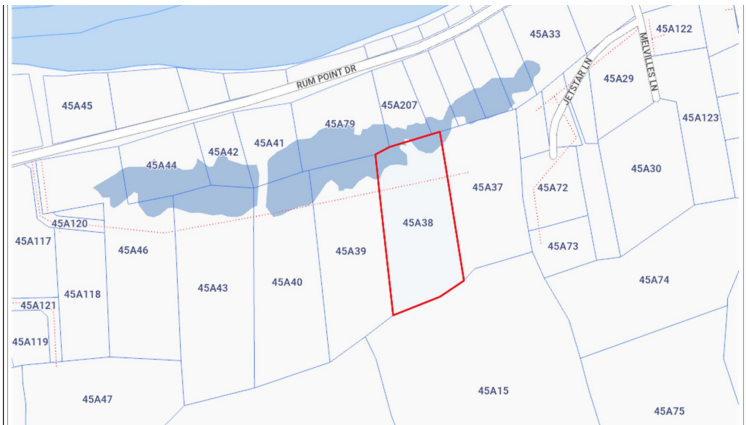 45A33
45A122
MELVILLES LN
JETSTAR LN
RUM POINT DR
45A29
45A45
45A207
45A123
45A79
45A41
45A42
45A44
45A30
45A37
45A72
45A120
45A38
45A117
45A46
45A39
45A73
45A43
45A40
45A74
45A118
45A121
45A119
45A15
45A47
45A75